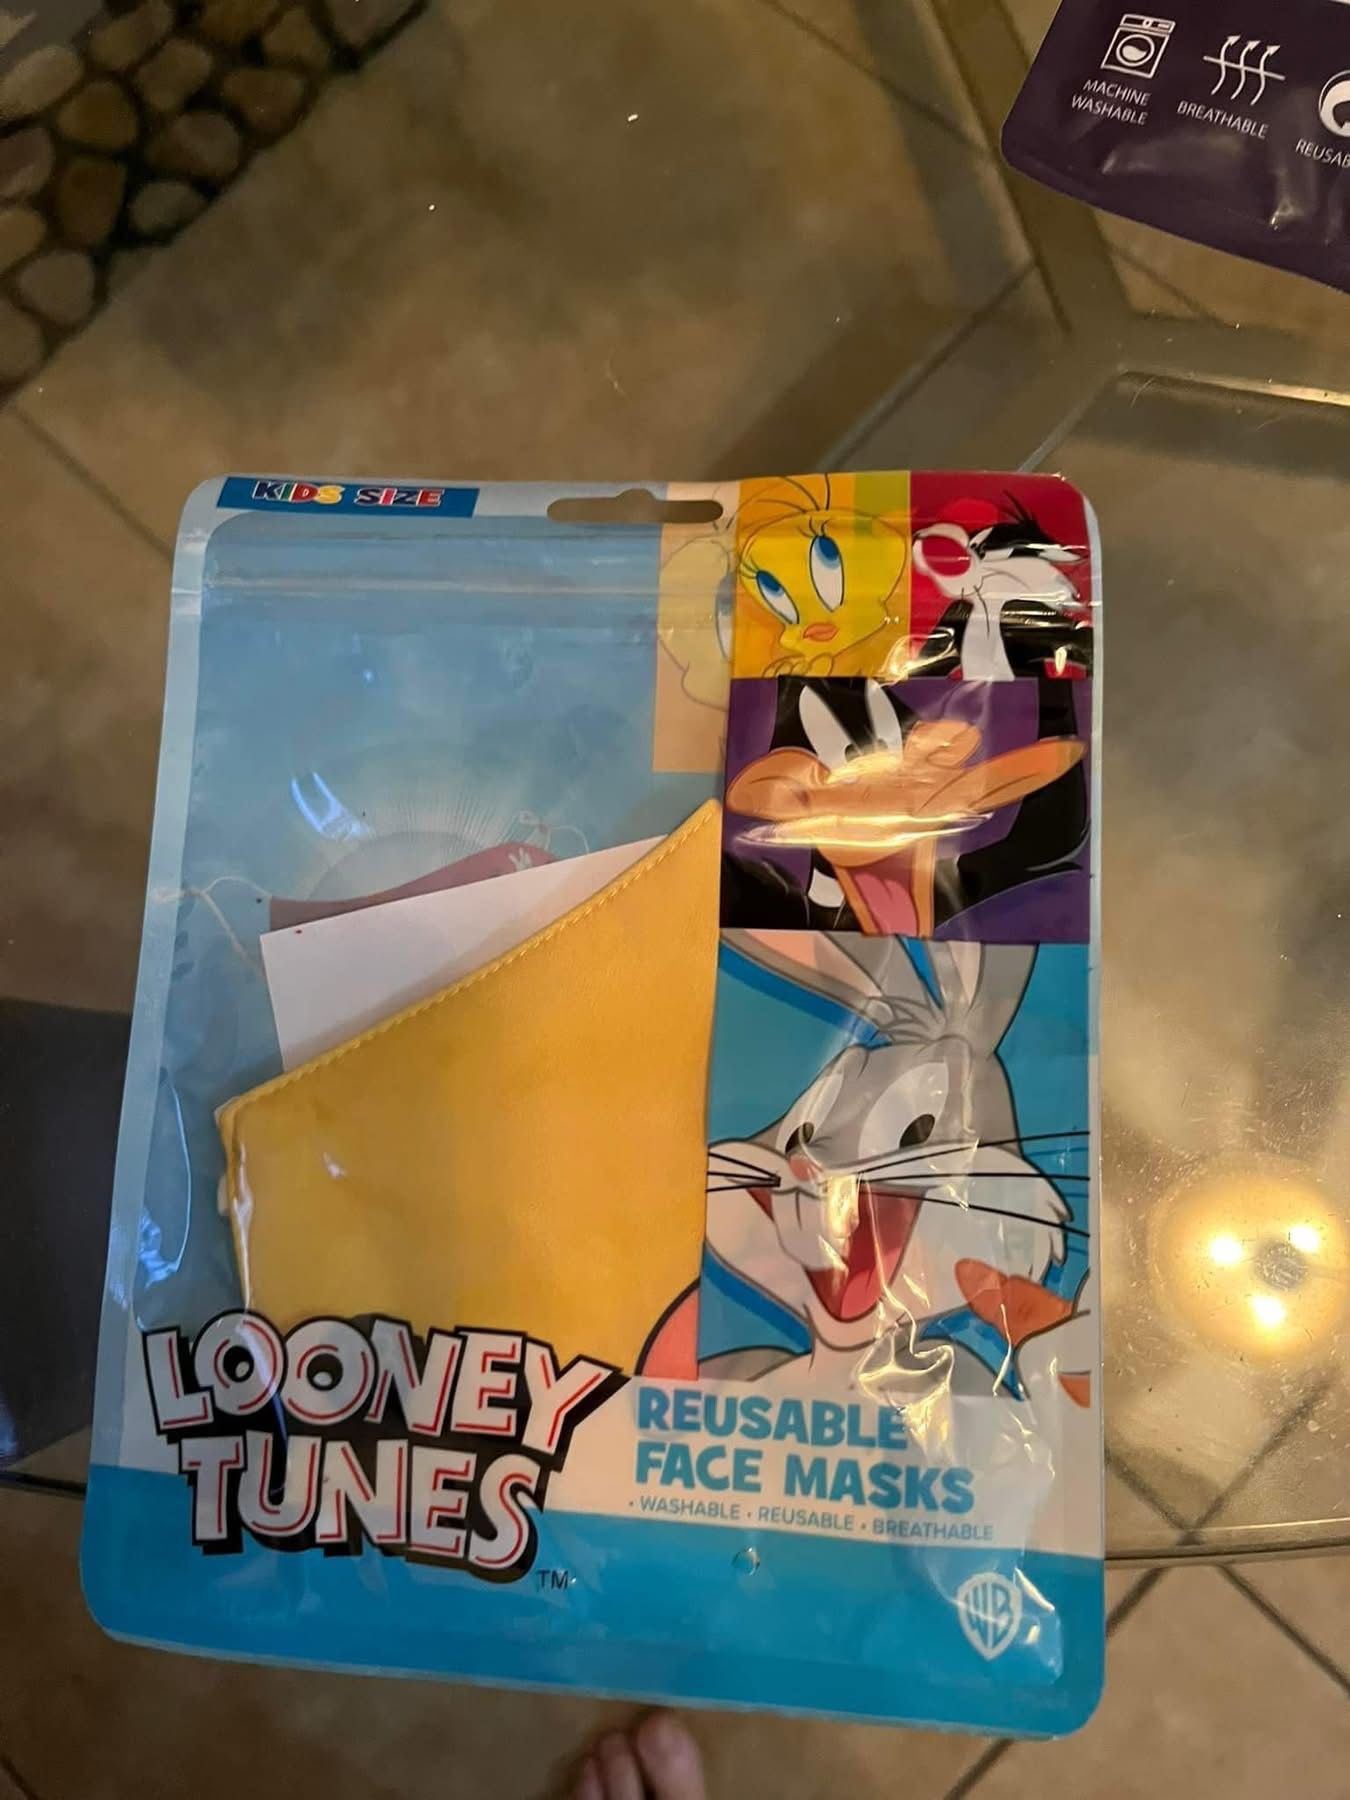 MACHINE
WASHABLE
BREATHABLE
KIDS SIZE
LOONEY
TUNES
TM
REUSABLE
FACE MASKS
• WASHABLE • REUSABLE • BREATHABLE
WB